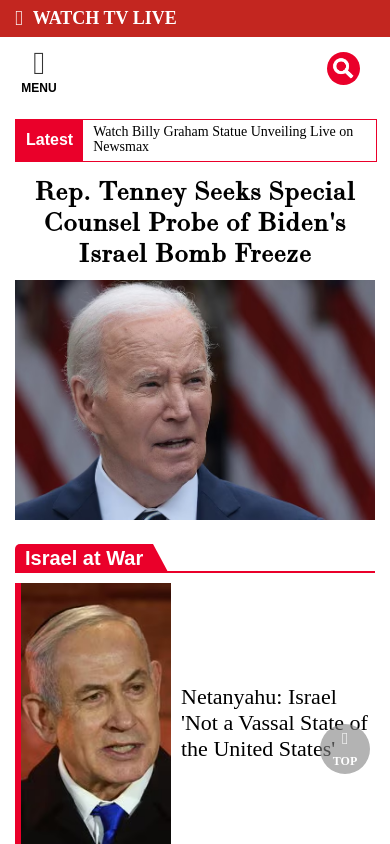 WATCH TV LIVE
MENU
Latest
Watch Billy Graham Statue Unveiling Live on
Newsmax
Rep. Tenney Seeks Special
Counsel Probe of Biden's
Israel Bomb Freeze
Israel at War
Netanyahu: Israel
'Not a Vassal State of
the United States'
TOP